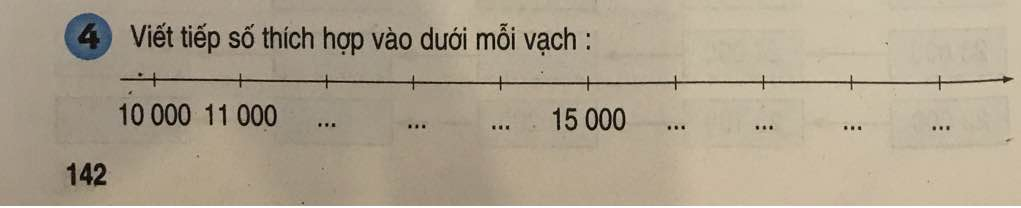 4 Viết tiếp số thích hợp vào dưới mỗi vạch :
10 000 11 000 ... ... ... 15 000 ... ... ... ...
142